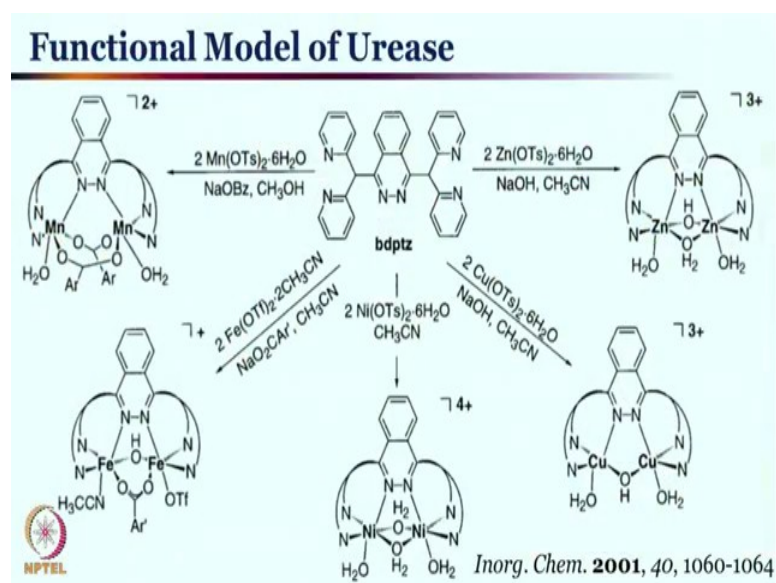 Functional Model of Urease
⏋2+
⏋3+
2 Mn(OTs)₂·6H₂O
NaOBz, CH₃OH
2 Zn(OTs)₂·6H₂O
NaOH, CH₃CN
N N N N
N–N
bdptz
N–N
N N
Mn Mn
N N
O O
O O
H₂O Ar Ar OH₂
N–N
N N
H
Zn O Zn
N N
O
H₂O H₂ OH₂
2 Fe(OTf)₂·2CH₃CN
NaO₂CAr', CH₃CN
2 Ni(OTs)₂·6H₂O
CH₃CN
2 Cu(OTs)₂·6H₂O
NaOH, CH₃CN
⏋+
⏋4+
⏋3+
N–N
N H N
Fe O Fe
N N
O O
H₃CCN Ar' OTf
N–N
N H₂ N
Ni O Ni
N O N
H₂O H₂ OH₂
N–N
N N
N Cu Cu N
O
H₂O H OH₂
NPTEL
Inorg. Chem. 2001, 40, 1060-1064